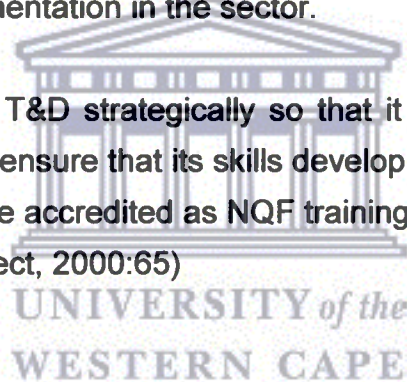 mentation in the sector.
T&D strategically so that it
ensure that its skills develop
e accredited as NQF training
ect, 2000:65)
UNIVERSITY of the
WESTERN CAPE